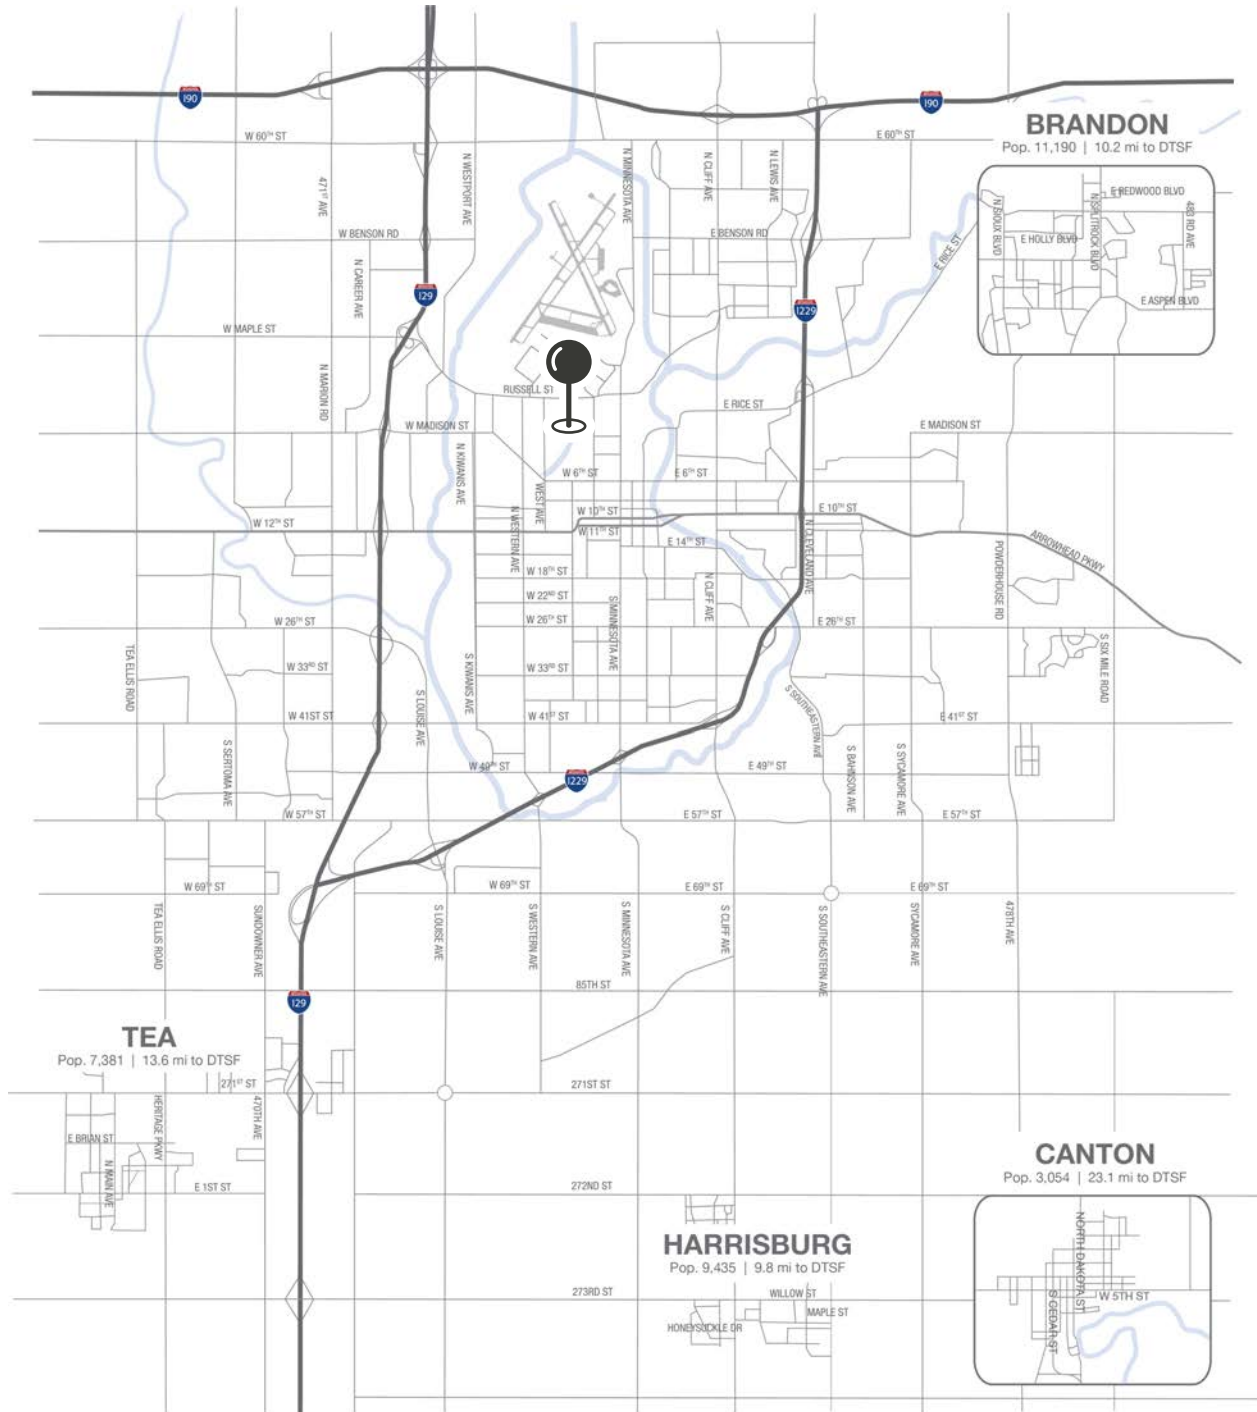 190
190
BRANDON
Pop. 11,190 | 10.2 mi to DTSF
W 60TH ST
E 60TH ST
N WESTPORT AVE
N MINNESOTA AVE
N CLIFF AVE
N LEWIS AVE
471ST AVE
E REDWOOD BLVD
N SIOUX BLVD
N SPLITROCK BLVD
483 RD AVE
E HOLLY BLVD
E ASPEN BLVD
W BENSON RD
E BENSON RD
E RICE ST
N CAREER AVE
129
1229
W MAPLE ST
N MARION RD
RUSSELL ST
E RICE ST
W MADISON ST
E MADISON ST
N KIWANIS AVE
W 6TH ST
E 6TH ST
WEST AVE
N WESTERN AVE
W 10TH ST
E 10TH ST
W 12TH ST
W 11TH ST
E 14TH ST
N CLEVELAND AVE
POWDERHOUSE RD
ARROWHEAD PKWY
W 18TH ST
N CLIFF AVE
W 22ND ST
S MINNESOTA AVE
W 26TH ST
W 26TH ST
E 26TH ST
TEA ELLIS ROAD
W 33RD ST
S KIWANIS AVE
W 33RD ST
S SIX MILE ROAD
S LOUISE AVE
S SOUTHEASTERN AVE
W 41ST ST
W 41ST ST
E 41ST ST
S SERTOMA AVE
S BAHNSON AVE
S SYCAMORE AVE
W 49TH ST
E 49TH ST
1229
W 57TH ST
E 57TH ST
E 57TH ST
W 69TH ST
W 69TH ST
E 69TH ST
E 69TH ST
TEA ELLIS ROAD
SUNDOWNER AVE
S LOUISE AVE
S WESTERN AVE
S MINNESOTA AVE
S CLIFF AVE
S SOUTHEASTERN AVE
SYCAMORE AVE
478TH AVE
85TH ST
129
TEA
Pop. 7,381 | 13.6 mi to DTSF
271ST ST
271ST ST
HERITAGE PKWY
470TH AVE
E BRIAN ST
N MAIN AVE
E 1ST ST
272ND ST
CANTON
Pop. 3,054 | 23.1 mi to DTSF
NORTH DAKOTA ST
S CEDAR ST
W 5TH ST
HARRISBURG
Pop. 9,435 | 9.8 mi to DTSF
273RD ST
WILLOW ST
MAPLE ST
HONEYSUCKLE DR